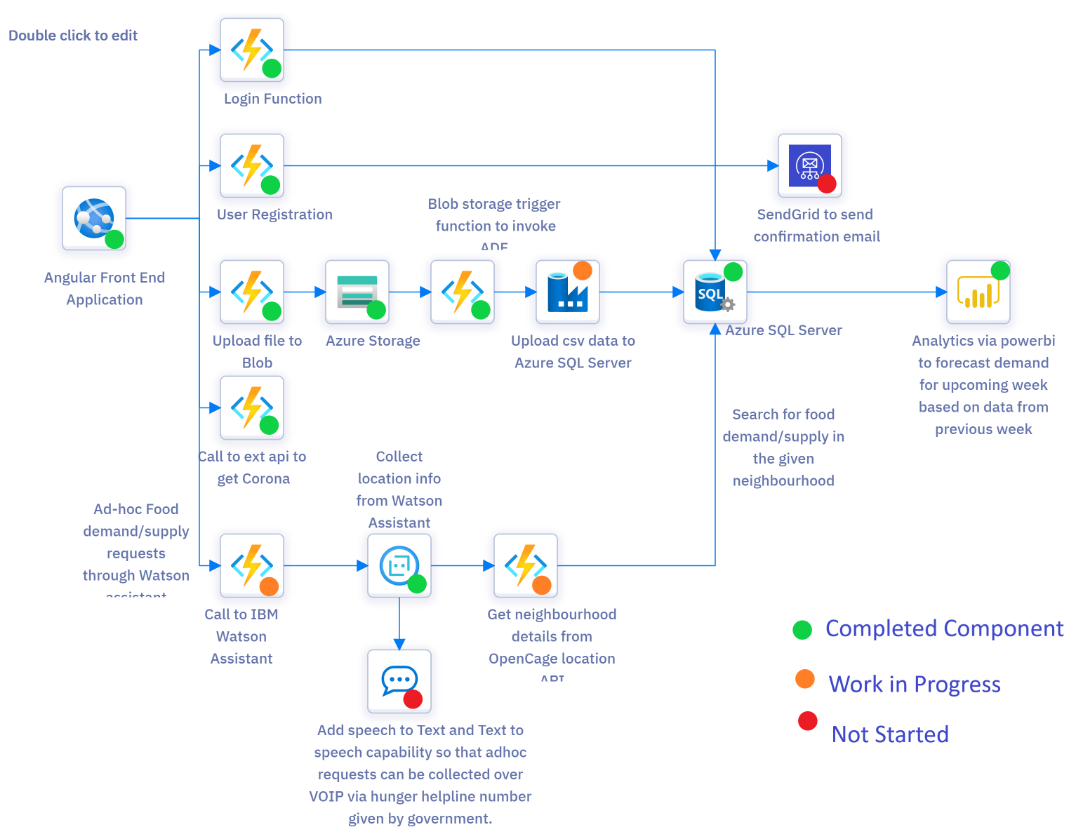 Double click to edit
Login Function
User Registration
SendGrid to send
confirmation email
Blob storage trigger
function to invoke
ADF
Angular Front End
Application
Upload file to
Blob
Azure Storage
Upload csv data to
Azure SQL Server
SQL
Azure SQL Server
Analytics via powerbi
to forecast demand
for upcoming week
based on data from
previous week
Call to ext api to
get Corona
Collect
location info
from Watson
Assistant
Search for food
demand/supply in
the given
neighbourhood
Ad-hoc Food
demand/supply
requests
through Watson
assistant
Call to IBM
Watson
Assistant
Get neighbourhood
details from
OpenCage location
API
Add speech to Text and Text to
speech capability so that adhoc
requests can be collected over
VOIP via hunger helpline number
given by government.
Completed Component
Work in Progress
Not Started